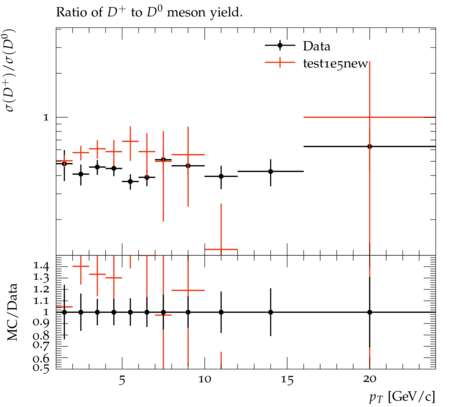 Ratio of D⁺ to D⁰ meson yield.
σ(D⁺)/σ(D⁰)
Data
test1e5new
1
MC/Data
1.4
1.3
1.2
1.1
1
0.9
0.8
0.7
0.6
0.5
5 10 15 20
p_T [GeV/c]